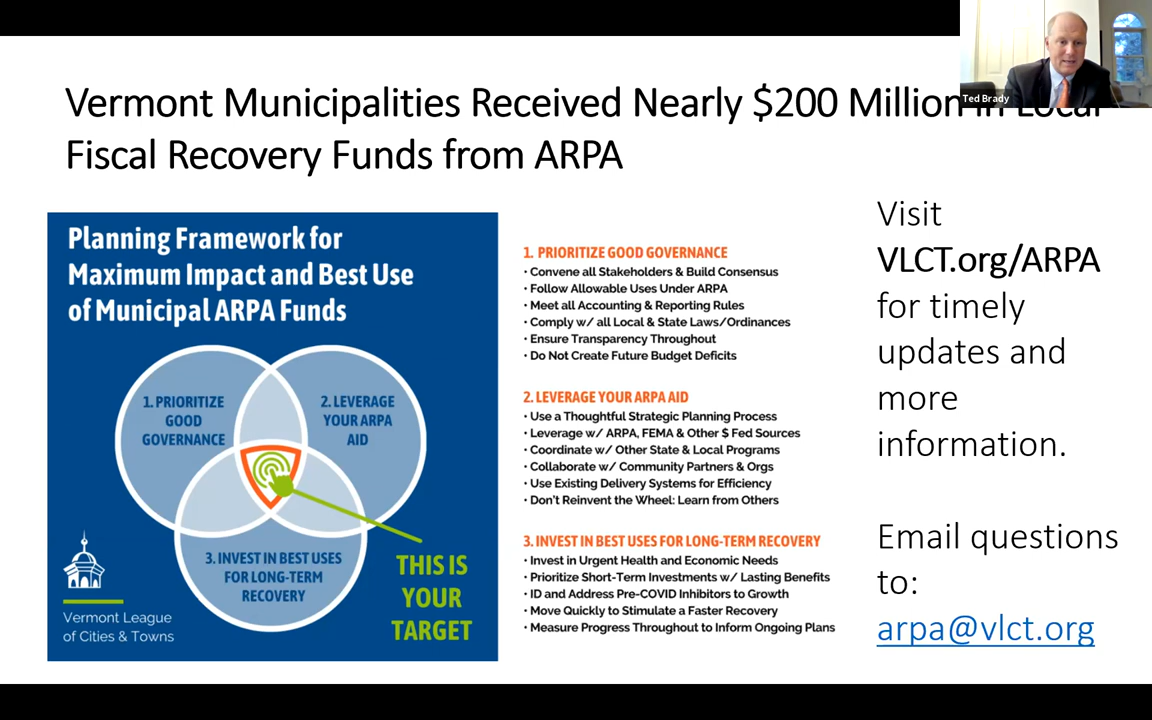 Ted Brady
Vermont Municipalities Received Nearly $200 Million in Local
Fiscal Recovery Funds from ARPA
Planning Framework for
Maximum Impact and Best Use
of Municipal ARPA Funds
1. PRIORITIZE
GOOD
GOVERNANCE
2. LEVERAGE
YOUR ARPA
AID
3. INVEST IN BEST USES
FOR LONG-TERM
RECOVERY
THIS IS
YOUR
TARGET
Vermont League
of Cities & Towns
1. PRIORITIZE GOOD GOVERNANCE
• Convene all Stakeholders & Build Consensus
• Follow Allowable Uses Under ARPA
• Meet all Accounting & Reporting Rules
• Comply w/ all Local & State Laws/Ordinances
• Ensure Transparency Throughout
• Do Not Create Future Budget Deficits
2. LEVERAGE YOUR ARPA AID
• Use a Thoughtful Strategic Planning Process
• Leverage w/ ARPA, FEMA & Other $ Fed Sources
• Coordinate w/ Other State & Local Programs
• Collaborate w/ Community Partners & Orgs
• Use Existing Delivery Systems for Efficiency
• Don't Reinvent the Wheel: Learn from Others
3. INVEST IN BEST USES FOR LONG-TERM RECOVERY
• Invest in Urgent Health and Economic Needs
• Prioritize Short-Term Investments w/ Lasting Benefits
• ID and Address Pre-COVID Inhibitors to Growth
• Move Quickly to Stimulate a Faster Recovery
• Measure Progress Throughout to Inform Ongoing Plans
Visit
VLCT.org/ARPA
for timely
updates and
more
information.
Email questions
to:
arpa@vlct.org